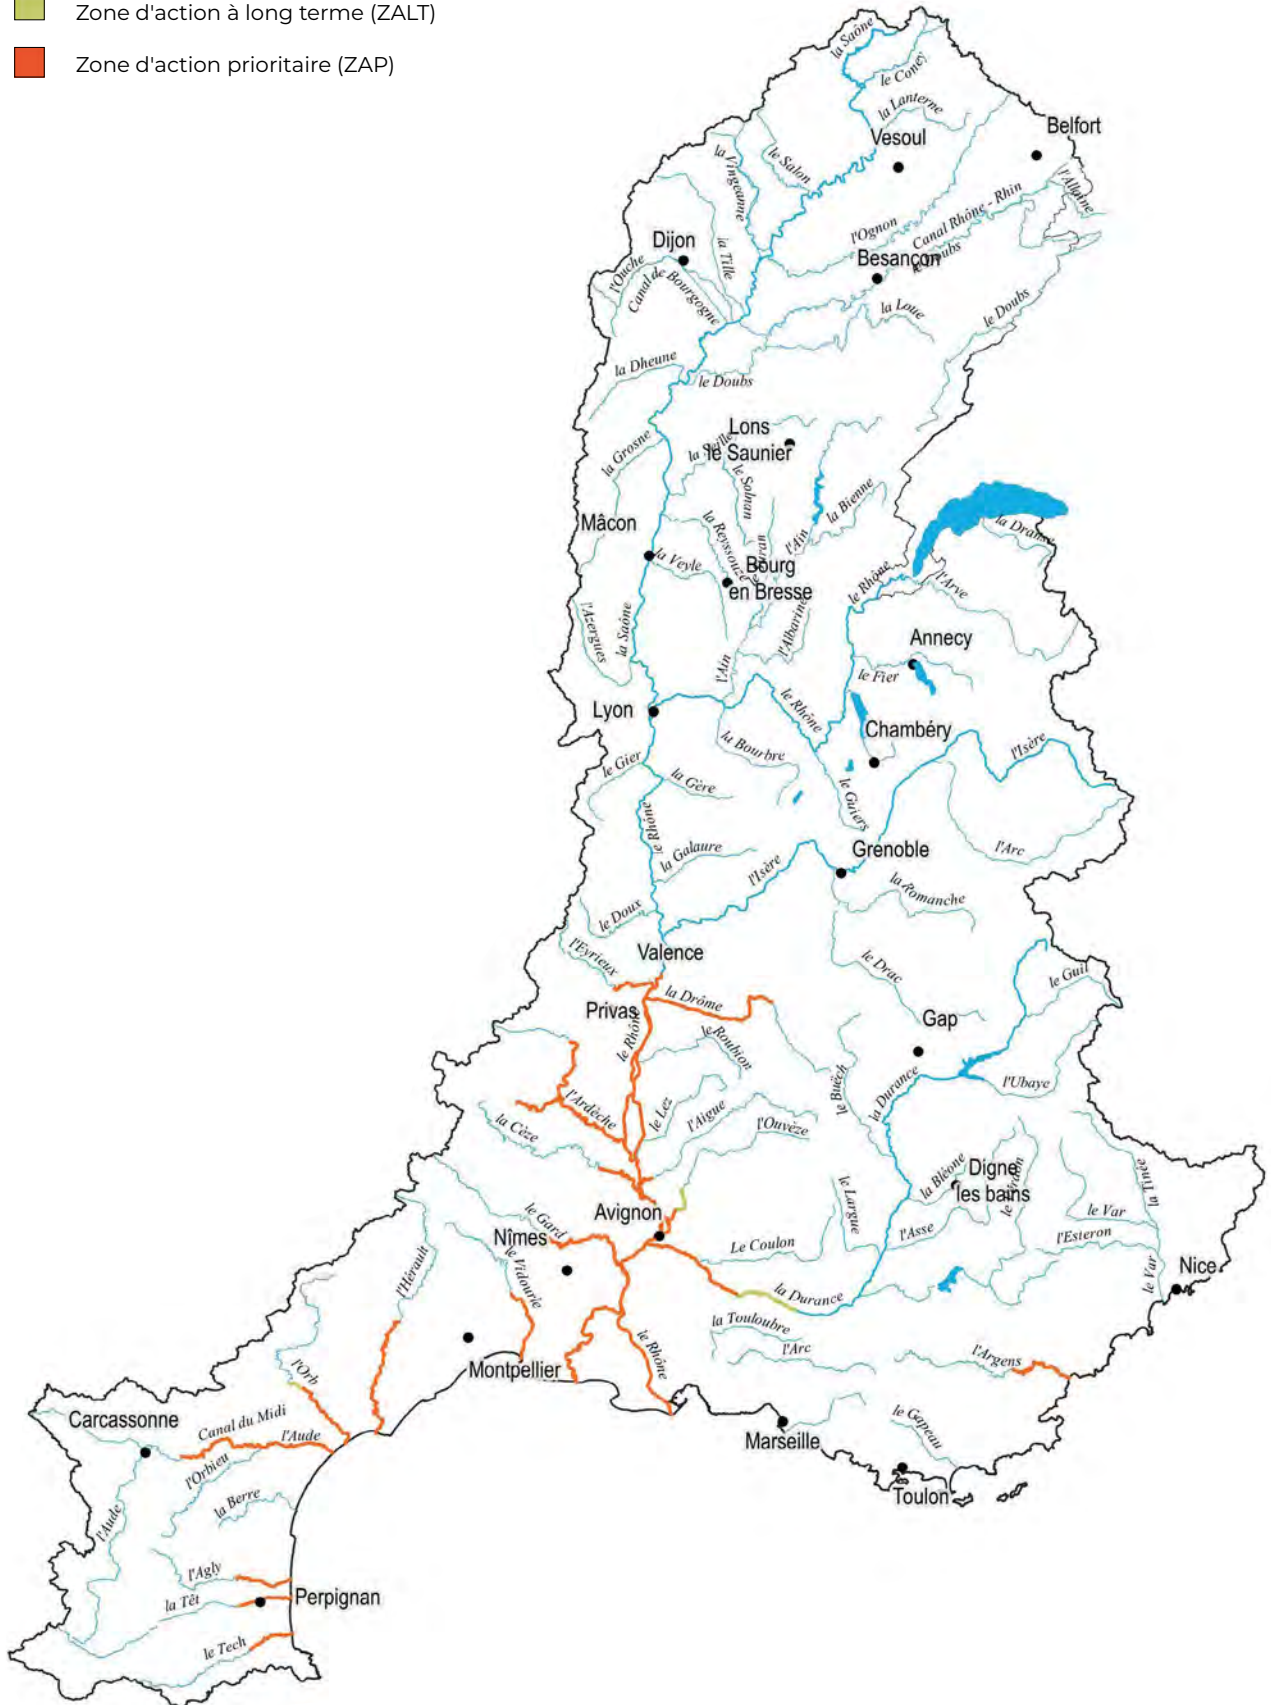 Zone d'action à long terme (ZALT)
Zone d'action prioritaire (ZAP)
la Saône
le Coney
la Lanterne
Vesoul
Belfort
la Vingeanne
le Salon
l'Allaine
l'Ognon
Canal Rhône - Rhin
Dijon
la Tille
Besançon
le Doubs
l'Ouche
Canal de Bourgogne
la Loue
le Doubs
la Dheune
le Doubs
Lons
le Saunier
la Grosne
la Seille
le Solnan
la Bienne
Mâcon
la Reyssouze
l'Ain
la Dranse
la Veyle
Bourg
en Bresse
le Rhône
l'Arve
l'Azergues
la Saône
l'Albarine
Annecy
l'Ain
le Fier
Lyon
le Rhône
Chambéry
la Bourbre
l'Isère
le Gier
la Gère
le Guiers
le Rhône
Grenoble
l'Arc
la Galaure
l'Isère
la Romanche
le Doux
l'Eyrieux
Valence
le Drac
le Guil
Privas
la Drôme
Gap
le Rhône
le Roubion
le Buëch
la Durance
l'Ubaye
l'Ardèche
le Lez
l'Aigue
l'Ouvèze
la Cèze
la Bléone
Digne
les bains
le Verdon
la Tinée
le Largue
Avignon
le Gard
Nîmes
le Var
l'Asse
l'Esteron
Le Coulon
l'Hérault
le Vidourle
la Durance
le Var
Nice
la Touloubre
l'Arc
le Rhône
l'Argens
l'Orb
Montpellier
Carcassonne
Canal du Midi
l'Aude
Marseille
le Gapeau
l'Orbieu
Toulon
l'Aude
la Berre
l'Agly
la Têt
Perpignan
le Tech